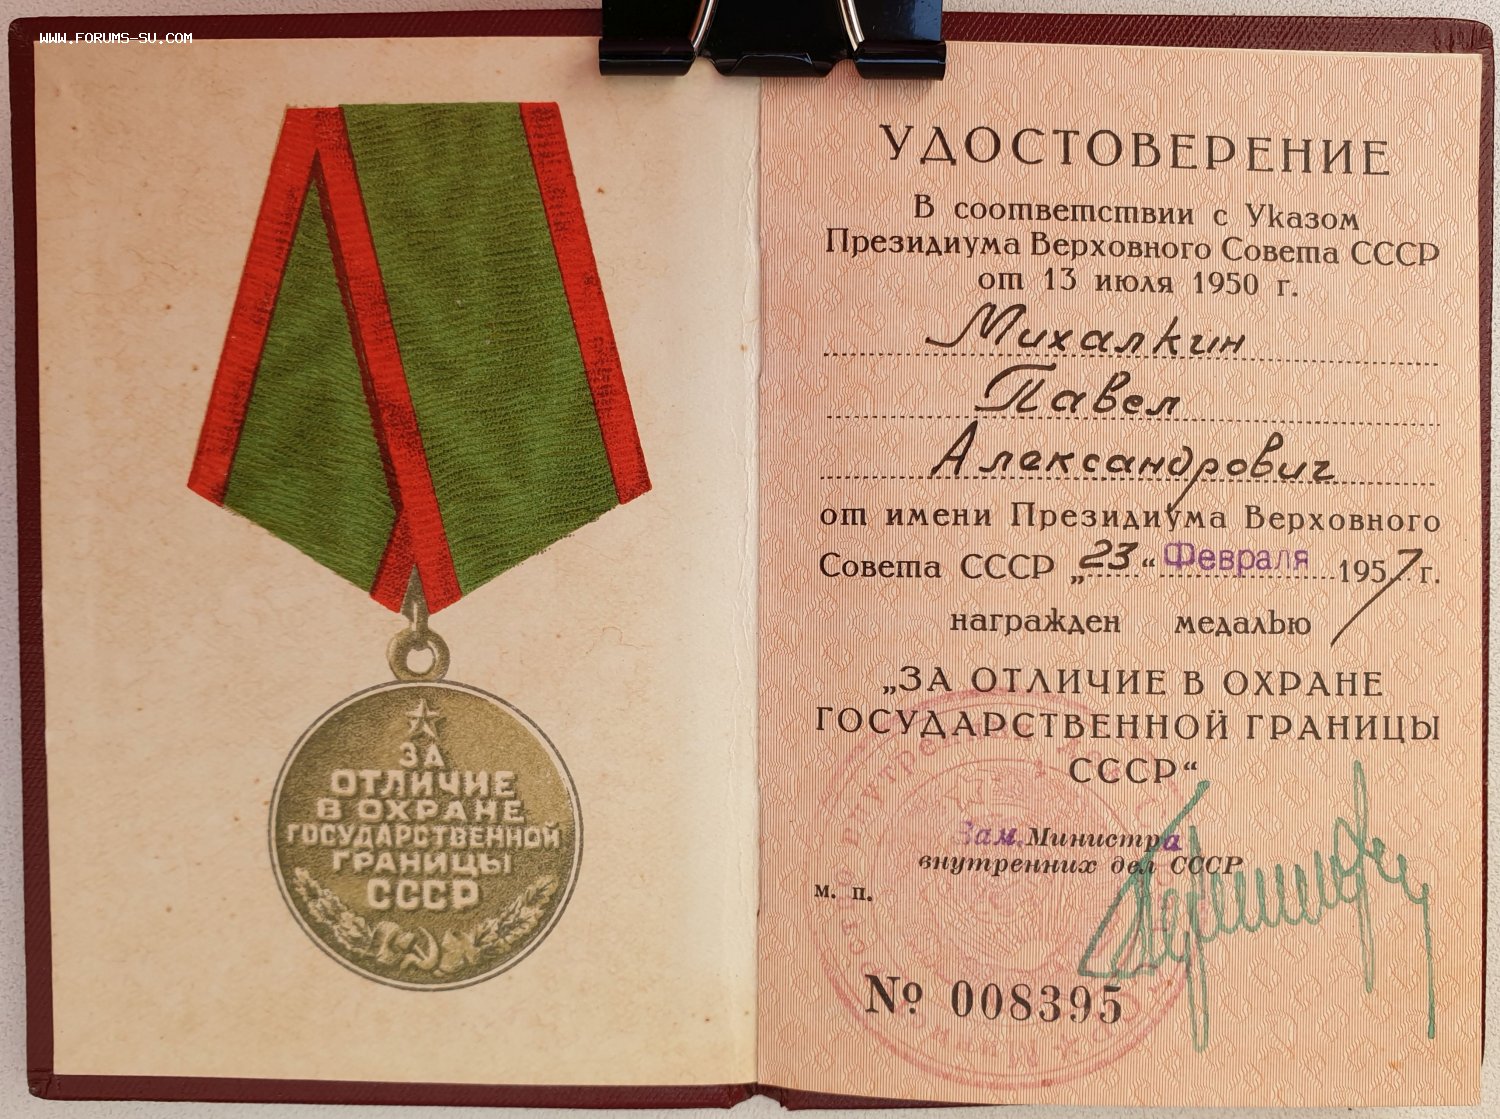 WWW.FORUMS-SU.COM
ЗА
ОТЛИЧИЕ
В ОХРАНЕ
ГОСУДАРСТВЕННОЙ
ГРАНИЦЫ
СССР
УДОСТОВЕРЕНИЕ
В соответствии с Указом
Президиума Верховного Совета СССР
от 13 июля 1950 г.
Михалкин
Павел
Александрович
от имени Президиума Верховного
Совета СССР „23“ Февраля 1957 г.
награжден медалью
„ЗА ОТЛИЧИЕ В ОХРАНЕ
ГОСУДАРСТВЕННОЙ ГРАНИЦЫ
СССР“
Зам. Министра
внутренних дел СССР
м. п.
№ 008395